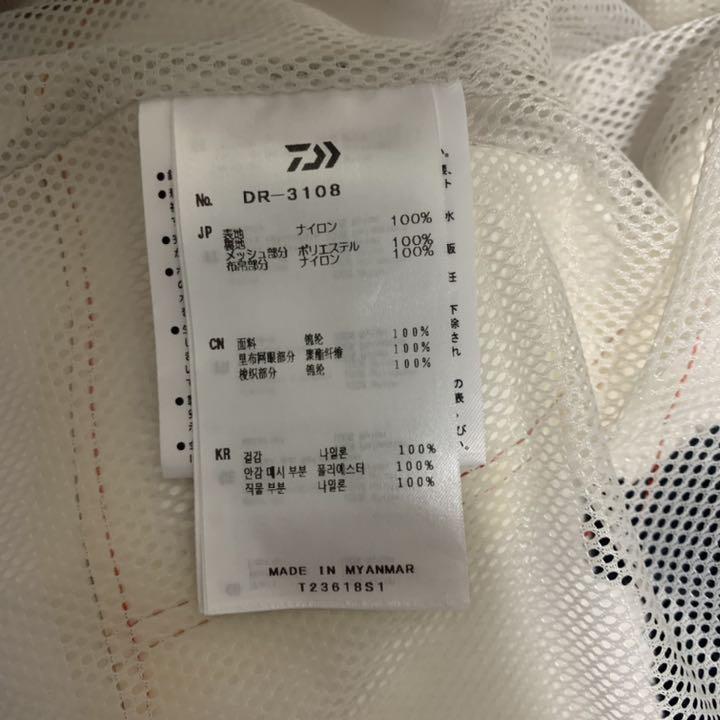 No. DR-3108
JP 表地 ナイロン 100%
裏地
メッシュ部分 ポリエステル 100%
布帛部分 ナイロン 100%
CN 面料 锦纶 100%
里布网眼部分 聚酯纤维 100%
梭织部分 锦纶 100%
KR 겉감 나일론 100%
안감 메시 부분 폴리에스터 100%
직물 부분 나일론 100%
MADE IN MYANMAR
T23618S1